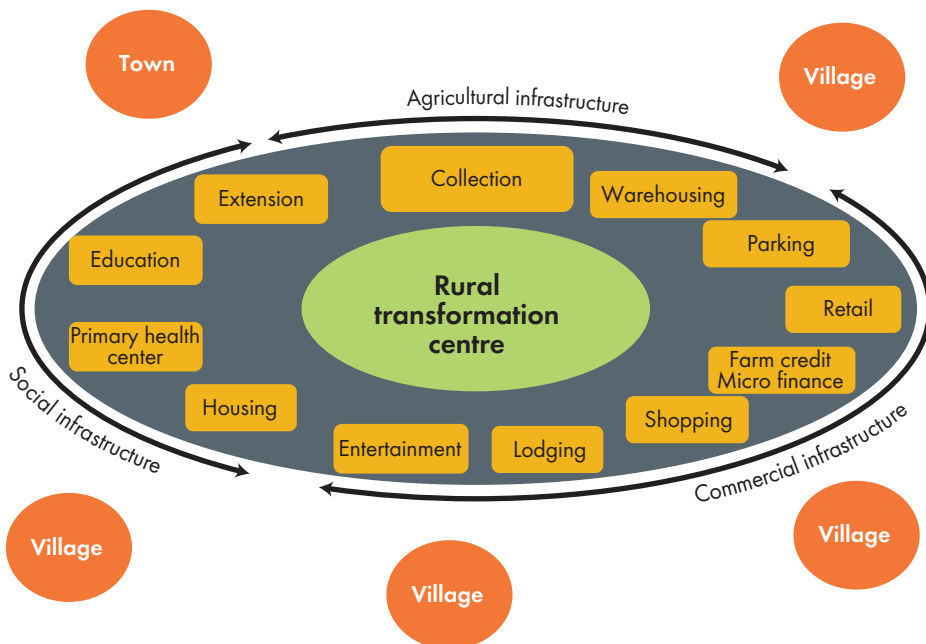 Town
Village
Agricultural infrastructure
Collection
Extension
Warehousing
Parking
Education
Rural
transformation
centre
Retail
Primary health
center
Farm credit
Micro finance
Housing
Shopping
Entertainment
Lodging
Social infrastructure
Commercial infrastructure
Village
Village
Village